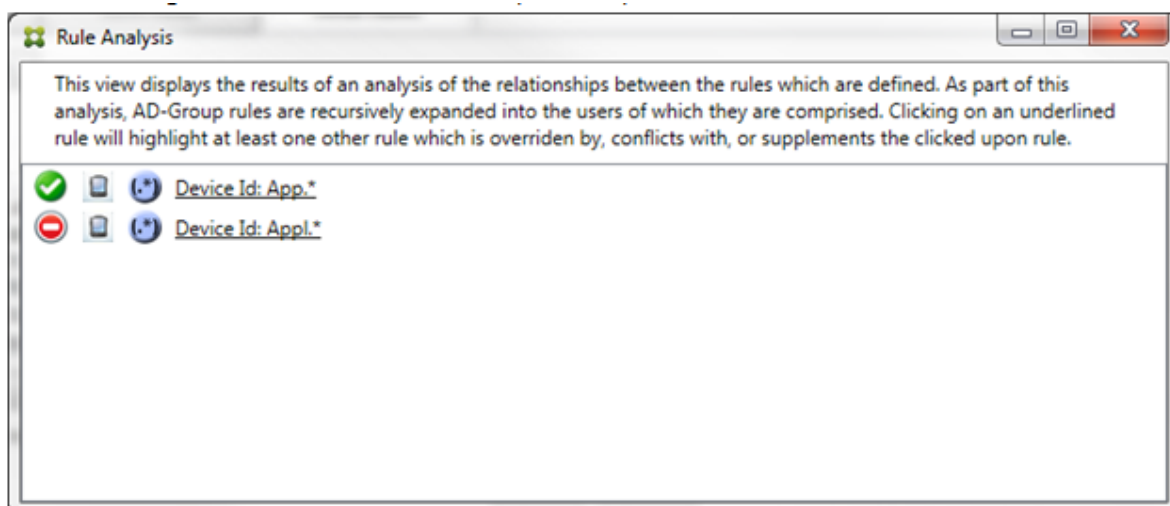 Rule Analysis
This view displays the results of an analysis of the relationships between the rules which are defined. As part of this
analysis, AD-Group rules are recursively expanded into the users of which they are comprised. Clicking on an underlined
rule will highlight at least one other rule which is overriden by, conflicts with, or supplements the clicked upon rule.
(.*) Device Id: App.*
(.*) Device Id: Appl.*